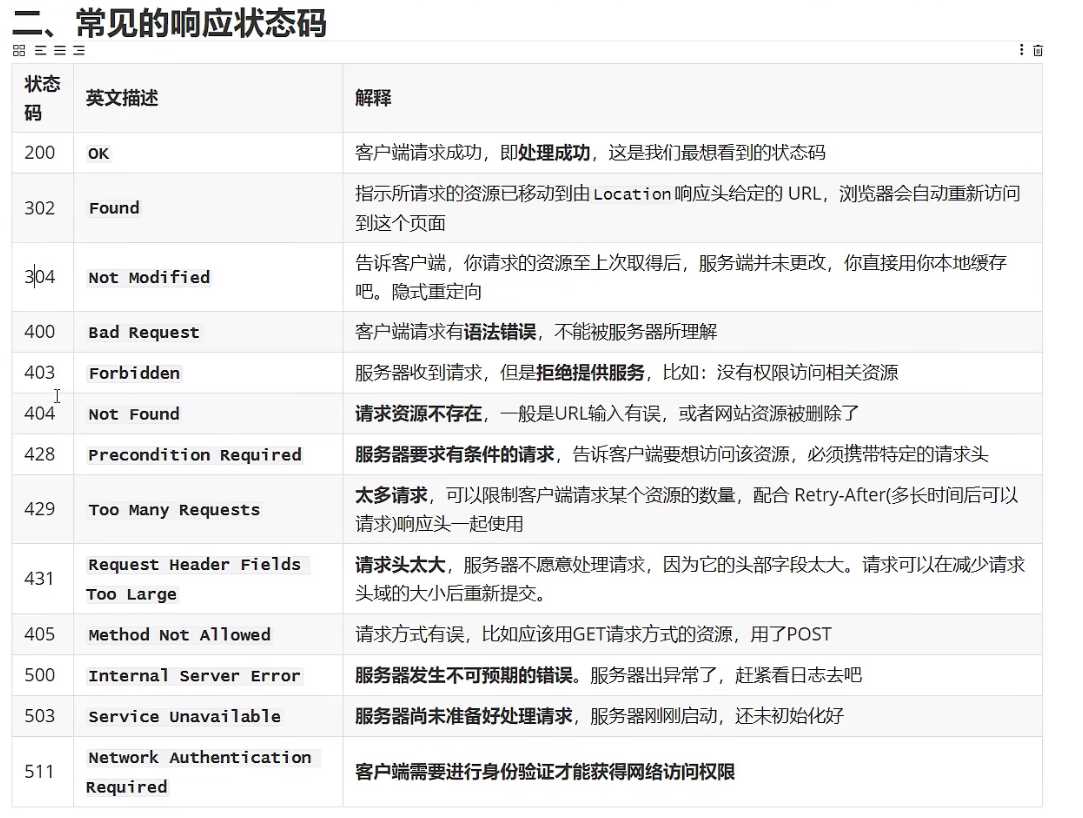 二、常见的响应状态码
状态
码
英文描述
解释
200
OK
客户端请求成功，即处理成功，这是我们最想看到的状态码
302
Found
指示所请求的资源已移动到由Location响应头给定的 URL，浏览器会自动重新访问
到这个页面
304
Not Modified
告诉客户端，你请求的资源至上次取得后，服务端并未更改，你直接用你本地缓存
吧。隐式重定向
400
Bad Request
客户端请求有语法错误，不能被服务器所理解
403
Forbidden
服务器收到请求，但是拒绝提供服务，比如：没有权限访问相关资源
404
Not Found
请求资源不存在，一般是URL输入有误，或者网站资源被删除了
428
Precondition Required
服务器要求有条件的请求，告诉客户端要想访问该资源，必须携带特定的请求头
429
Too Many Requests
太多请求，可以限制客户端请求某个资源的数量，配合 Retry-After(多长时间后可以
请求)响应头一起使用
431
Request Header Fields
Too Large
请求头太大，服务器不愿意处理请求，因为它的头部字段太大。请求可以在减少请求
头域的大小后重新提交。
405
Method Not Allowed
请求方式有误，比如应该用GET请求方式的资源，用了POST
500
Internal Server Error
服务器发生不可预期的错误。服务器出异常了，赶紧看日志去吧
503
Service Unavailable
服务器尚未准备好处理请求，服务器刚刚启动，还未初始化好
511
Network Authentication
Required
客户端需要进行身份验证才能获得网络访问权限